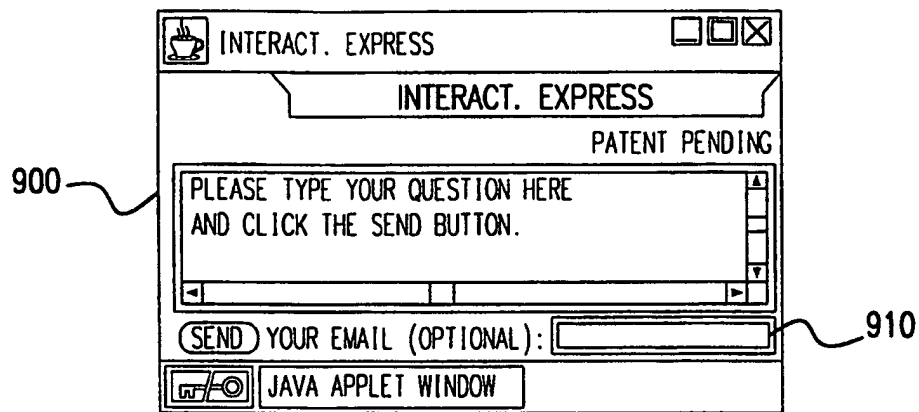 INTERACT. EXPRESS
INTERACT. EXPRESS
PATENT PENDING
900
PLEASE TYPE YOUR QUESTION HERE
AND CLICK THE SEND BUTTON.
SEND YOUR EMAIL (OPTIONAL):
910
JAVA APPLET WINDOW